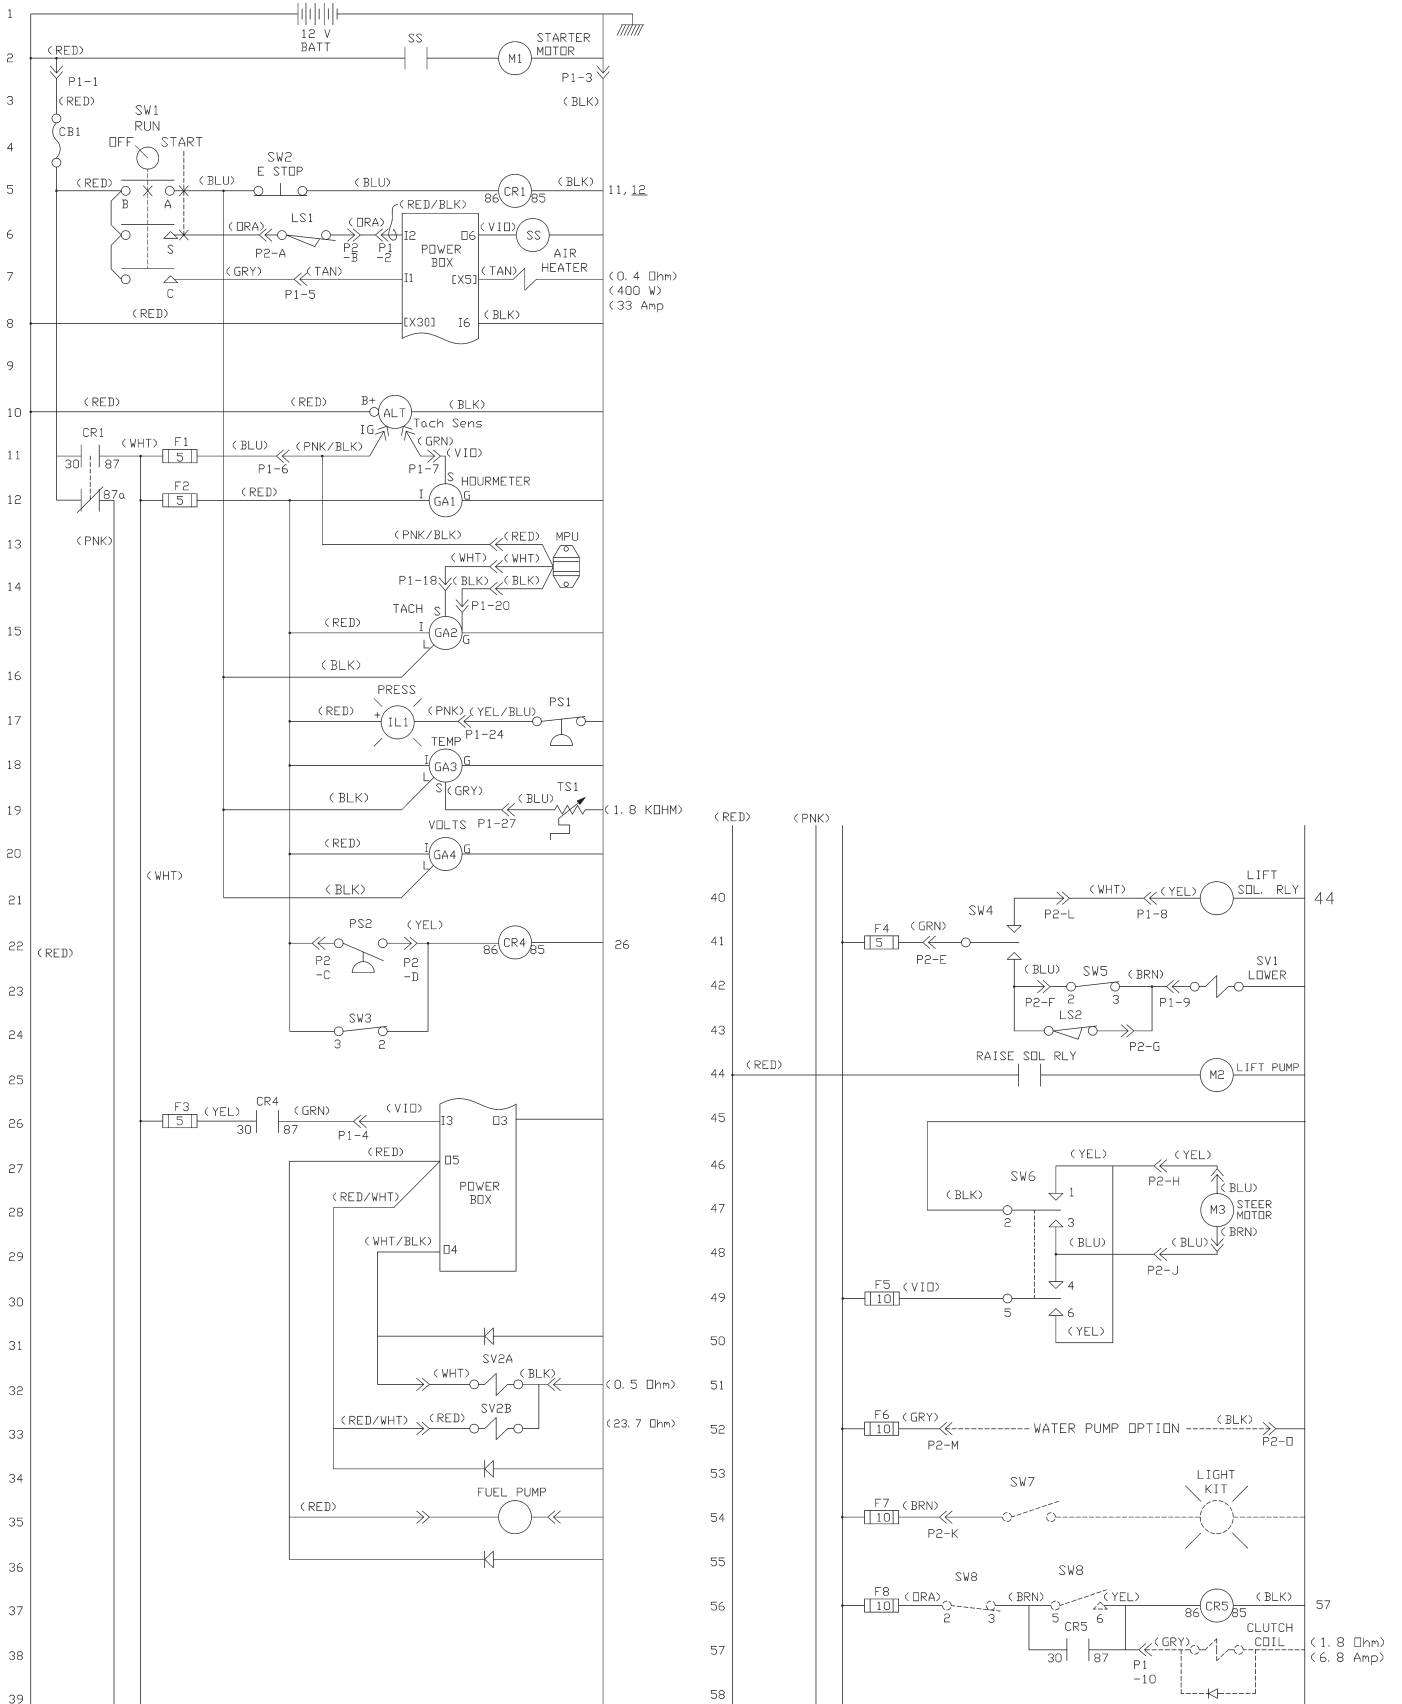 1
12 V
BATT
2
(RED)
SS
M1
STARTER
MOTOR
P1-1
P1-3
3
(RED)
(BLK)
SW1
RUN
CB1
4
OFF
START
SW2
E STOP
5
(RED)
B
A
(BLU)
(BLU)
86
CR1
85
(BLK)
11, 12
(RED/BLK)
6
S
(ORA)
P2-A
LS1
(ORA)
P2
-B
P1
-2
I2
O6
POWER
BOX
(VIO)
SS
AIR
HEATER
7
C
(GRY)
(TAN)
P1-5
I1
[X5]
(TAN)
(0.4 Ohm)
(400 W)
(33 Amp
8
(RED)
[X30]
I6
(BLK)
9
10
(RED)
(RED)
B+
ALT
(BLK)
IG
Tach Sens
CR1
11
30
87
(WHT)
F1
5
(BLU)
P1-6
(PNK/BLK)
(GRN)
P1-7
(VIO)
12
87a
F2
5
(RED)
I
S
GA1
G
HOURMETER
(PNK)
13
(PNK/BLK)
(RED)
MPU
(WHT)
(WHT)
14
P1-18
(BLK)
(BLK)
P1-20
TACH
S
15
(RED)
I
GA2
G
L
16
(BLK)
PRESS
17
(RED)
+
IL1
(PNK)
(YEL/BLU)
P1-24
PS1
TEMP
18
I
GA3
G
L
S
(GRY)
19
(BLK)
P1-27
(BLU)
TS1
(1.8 KOHM)
VOLTS
20
(RED)
I
GA4
G
L
21
(WHT)
(BLK)
22
(RED)
P2
-C
PS2
P2
-D
(YEL)
86
CR4
85
26
23
24
SW3
3
2
25
26
F3
5
(YEL)
CR4
30
87
(GRN)
P1-4
(VIO)
I3
O3
27
(RED)
O5
POWER
BOX
28
(RED/WHT)
29
(WHT/BLK)
O4
30
31
SV2A
32
(WHT)
(BLK)
(0.5 Ohm)
SV2B
33
(RED/WHT)
(RED)
(23.7 Ohm)
34
FUEL PUMP
35
(RED)
36
37
38
39
(RED)
(PNK)
40
SW4
(WHT)
P2-L
(YEL)
P1-8
LIFT
SOL. RLY
44
41
F4
5
(GRN)
P2-E
42
(BLU)
P2-F
SW5
2
3
(BRN)
P1-9
SV1
LOWER
43
LS2
P2-G
RAISE SOL RLY
44
(RED)
M2
LIFT PUMP
45
46
(YEL)
(YEL)
P2-H
SW6
1
47
(BLK)
2
3
(BLU)
M3
STEER
MOTOR
(BRN)
48
(BLU)
(BLU)
P2-J
4
49
F5
10
(VIO)
5
6
50
(YEL)
51
52
F6
10
(GRY)
P2-M
WATER PUMP OPTION
(BLK)
P2-O
53
SW7
LIGHT
KIT
54
F7
10
(BRN)
P2-K
55
SW8
SW8
56
F8
10
(ORA)
2
3
(BRN)
5
6
(YEL)
86
CR5
85
(BLK)
57
57
CR5
30
87
(GRY)
P1
-10
CLUTCH
COIL
(1.8 Ohm)
(6.8 Amp)
58